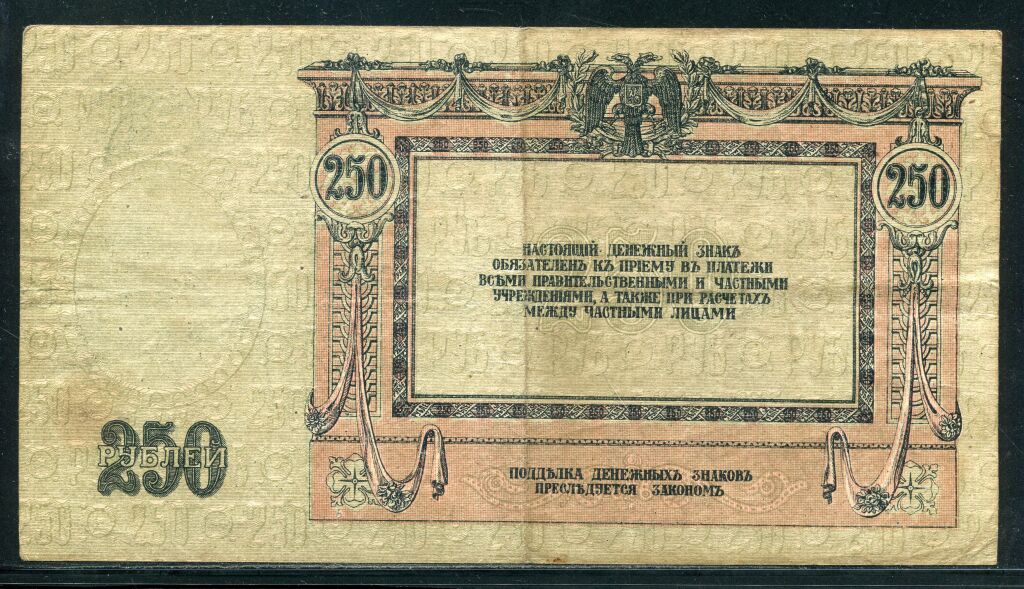 250
250
НАСТОЯЩІЙ ДЕНЕЖНЫЙ ЗНАКЪ
ОБЯЗАТЕЛЕНЪ КЪ ПРІЕМУ ВЪ ПЛАТЕЖИ
ВСѢМИ ПРАВИТЕЛЬСТВЕННЫМИ И ЧАСТНЫМИ
УЧРЕЖДЕНІЯМИ, А ТАКЖЕ ПРИ РАСЧЕТАХЪ
МЕЖДУ ЧАСТНЫМИ ЛИЦАМИ
250
РУБЛЕЙ
ПОДДѢЛКА ДЕНЕЖНЫХЪ ЗНАКОВЪ
ПРЕСЛѢДУЕТСЯ ЗАКОНОМЪ